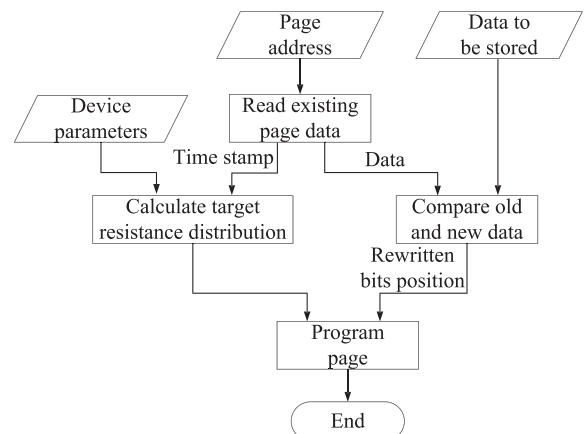 Page
address
Data to
be stored
Device
parameters
Read existing
page data
Time stamp
Data
Calculate target
resistance distribution
Compare old
and new data
Rewritten
bits position
Program
page
End